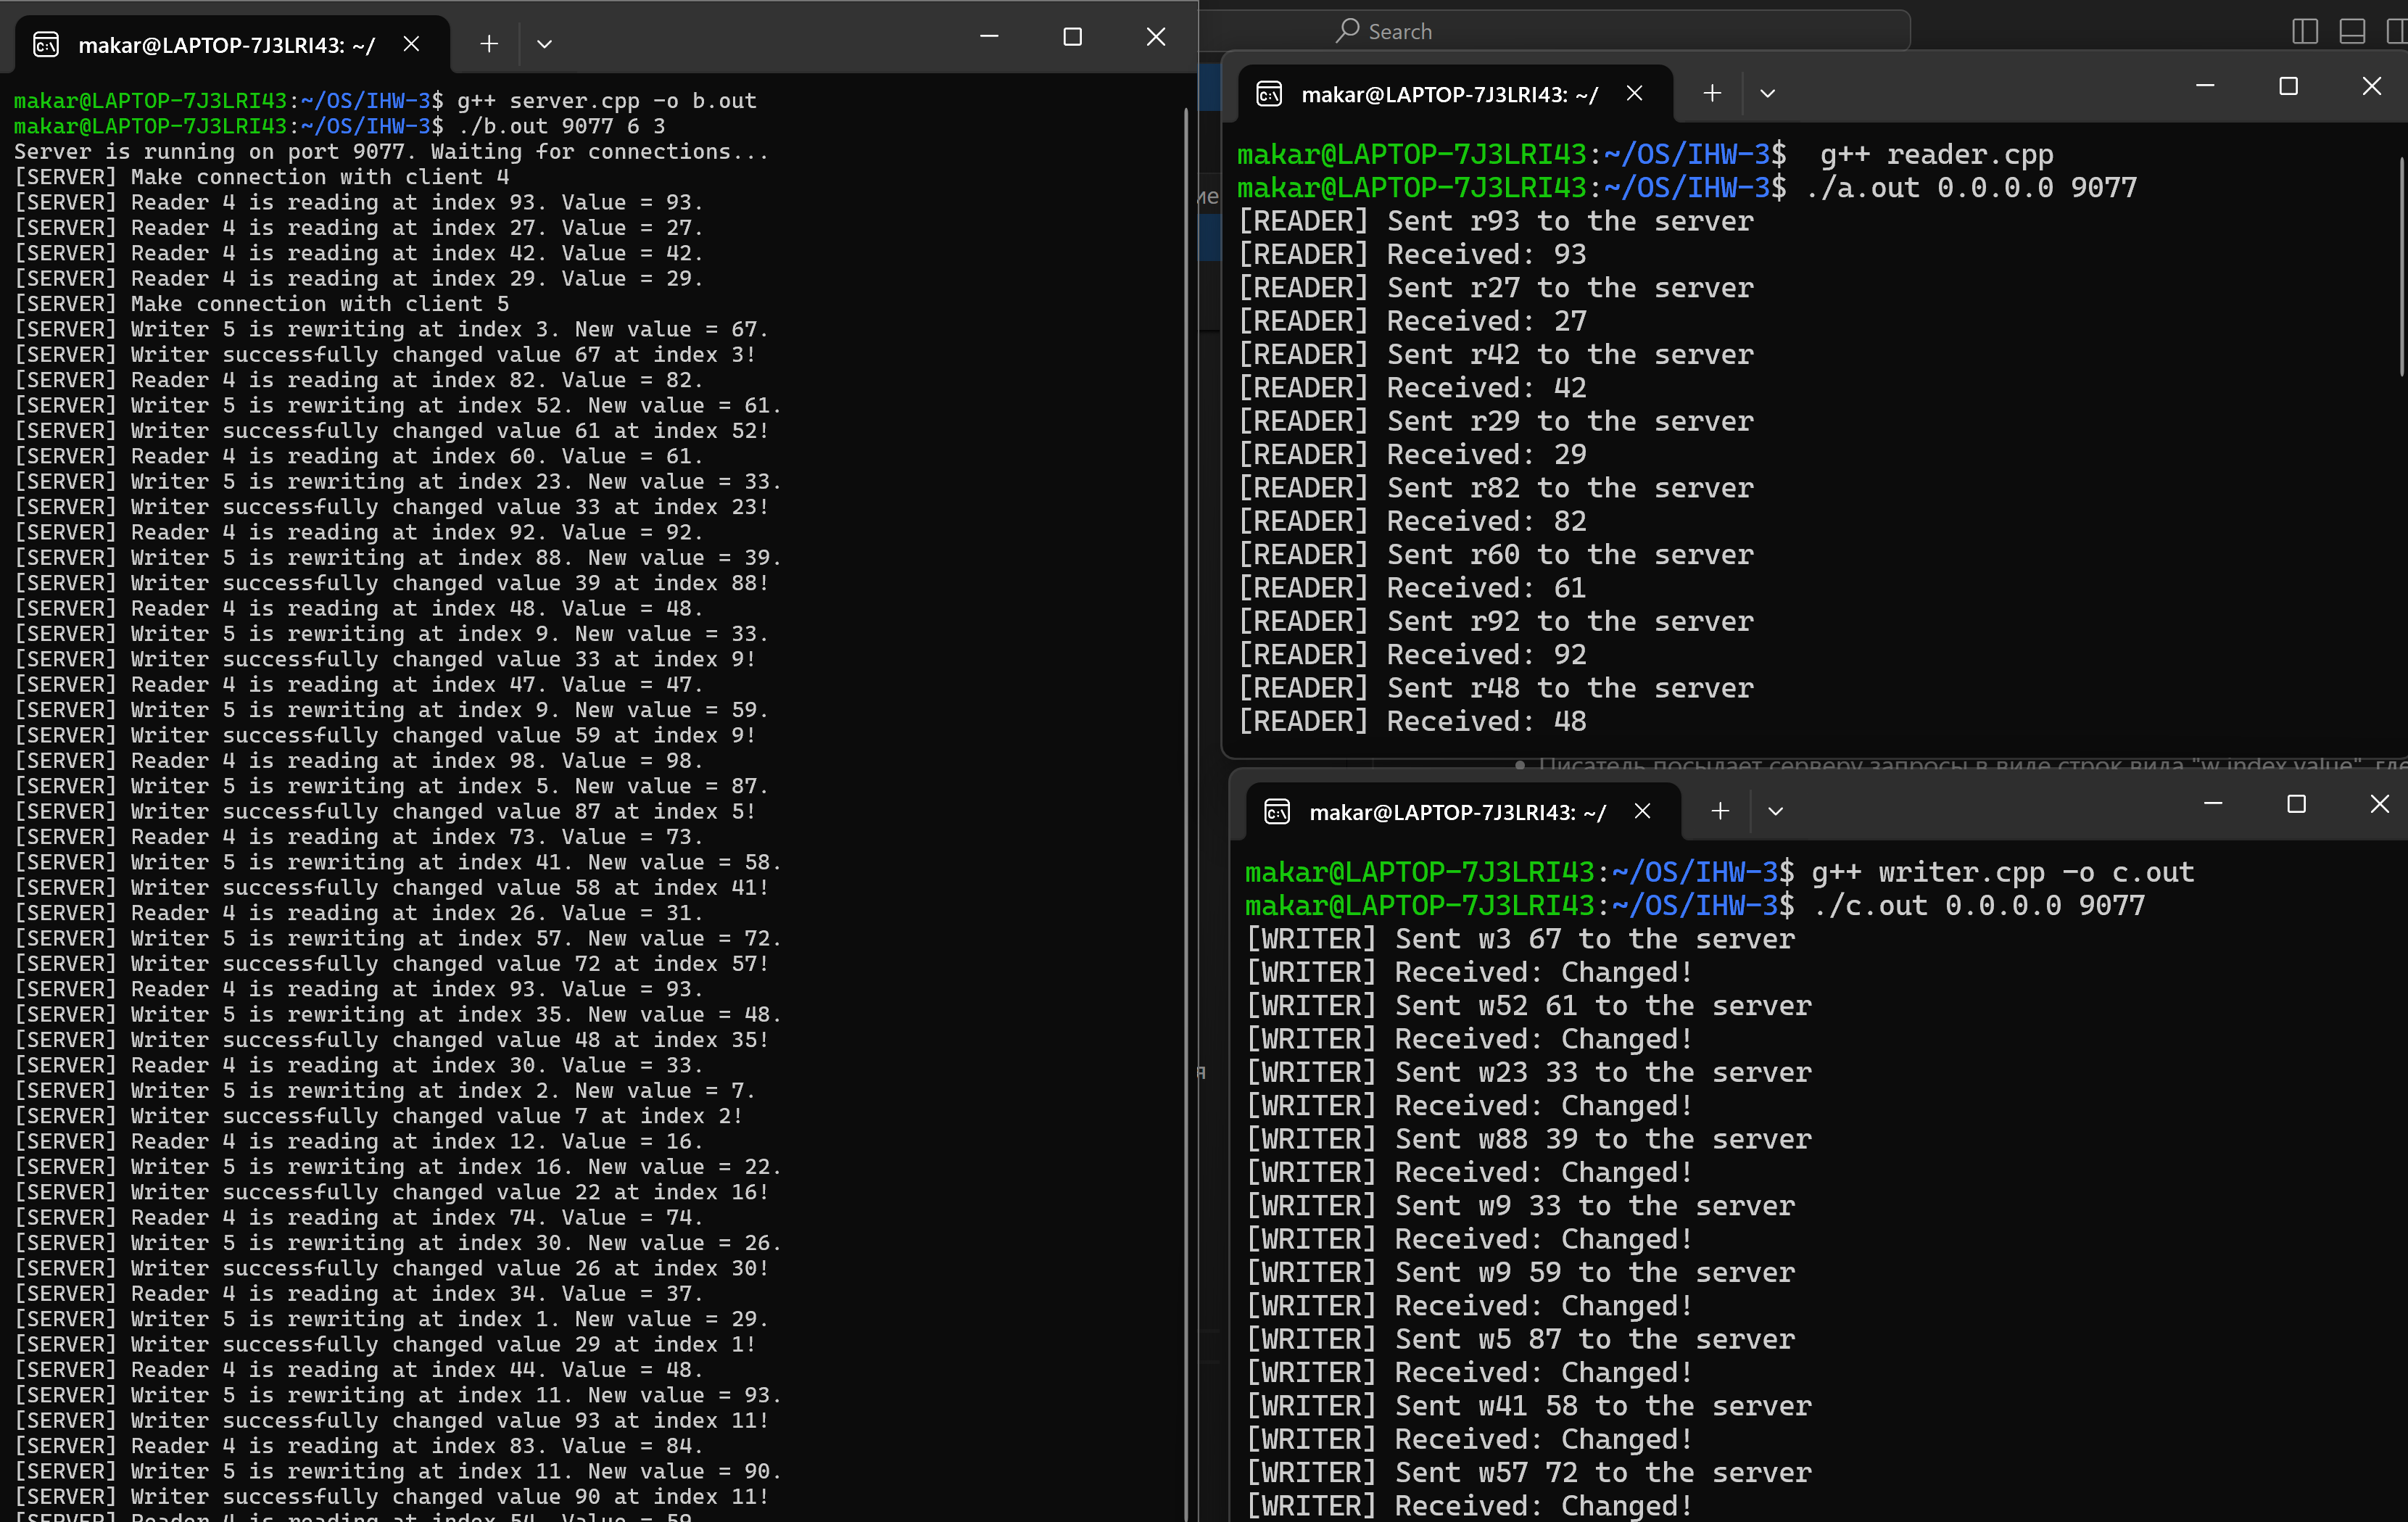 makar@LAPTOP-7J3LRI43: ~/
makar@LAPTOP-7J3LRI43:~/OS/IHW-3$ g++ server.cpp -o b.out
makar@LAPTOP-7J3LRI43:~/OS/IHW-3$ ./b.out 9077 6 3
Server is running on port 9077. Waiting for connections...
[SERVER] Make connection with client 4
[SERVER] Reader 4 is reading at index 93. Value = 93.
[SERVER] Reader 4 is reading at index 27. Value = 27.
[SERVER] Reader 4 is reading at index 42. Value = 42.
[SERVER] Reader 4 is reading at index 29. Value = 29.
[SERVER] Make connection with client 5
[SERVER] Writer 5 is rewriting at index 3. New value = 67.
[SERVER] Writer successfully changed value 67 at index 3!
[SERVER] Reader 4 is reading at index 82. Value = 82.
[SERVER] Writer 5 is rewriting at index 52. New value = 61.
[SERVER] Writer successfully changed value 61 at index 52!
[SERVER] Reader 4 is reading at index 60. Value = 61.
[SERVER] Writer 5 is rewriting at index 23. New value = 33.
[SERVER] Writer successfully changed value 33 at index 23!
[SERVER] Reader 4 is reading at index 92. Value = 92.
[SERVER] Writer 5 is rewriting at index 88. New value = 39.
[SERVER] Writer successfully changed value 39 at index 88!
[SERVER] Reader 4 is reading at index 48. Value = 48.
[SERVER] Writer 5 is rewriting at index 9. New value = 33.
[SERVER] Writer successfully changed value 33 at index 9!
[SERVER] Reader 4 is reading at index 47. Value = 47.
[SERVER] Writer 5 is rewriting at index 9. New value = 59.
[SERVER] Writer successfully changed value 59 at index 9!
[SERVER] Reader 4 is reading at index 98. Value = 98.
[SERVER] Writer 5 is rewriting at index 5. New value = 87.
[SERVER] Writer successfully changed value 87 at index 5!
[SERVER] Reader 4 is reading at index 73. Value = 73.
[SERVER] Writer 5 is rewriting at index 41. New value = 58.
[SERVER] Writer successfully changed value 58 at index 41!
[SERVER] Reader 4 is reading at index 26. Value = 31.
[SERVER] Writer 5 is rewriting at index 57. New value = 72.
[SERVER] Writer successfully changed value 72 at index 57!
[SERVER] Reader 4 is reading at index 93. Value = 93.
[SERVER] Writer 5 is rewriting at index 35. New value = 48.
[SERVER] Writer successfully changed value 48 at index 35!
[SERVER] Reader 4 is reading at index 30. Value = 33.
[SERVER] Writer 5 is rewriting at index 2. New value = 7.
[SERVER] Writer successfully changed value 7 at index 2!
[SERVER] Reader 4 is reading at index 12. Value = 16.
[SERVER] Writer 5 is rewriting at index 16. New value = 22.
[SERVER] Writer successfully changed value 22 at index 16!
[SERVER] Reader 4 is reading at index 74. Value = 74.
[SERVER] Writer 5 is rewriting at index 30. New value = 26.
[SERVER] Writer successfully changed value 26 at index 30!
[SERVER] Reader 4 is reading at index 34. Value = 37.
[SERVER] Writer 5 is rewriting at index 1. New value = 29.
[SERVER] Writer successfully changed value 29 at index 1!
[SERVER] Reader 4 is reading at index 44. Value = 48.
[SERVER] Writer 5 is rewriting at index 11. New value = 93.
[SERVER] Writer successfully changed value 93 at index 11!
[SERVER] Reader 4 is reading at index 83. Value = 84.
[SERVER] Writer 5 is rewriting at index 11. New value = 90.
[SERVER] Writer successfully changed value 90 at index 11!
[SERVER] Reader 4 is reading at index 54. Value = 59.
Search
makar@LAPTOP-7J3LRI43: ~/
makar@LAPTOP-7J3LRI43:~/OS/IHW-3$  g++ reader.cpp
makar@LAPTOP-7J3LRI43:~/OS/IHW-3$ ./a.out 0.0.0.0 9077
[READER] Sent r93 to the server
[READER] Received: 93
[READER] Sent r27 to the server
[READER] Received: 27
[READER] Sent r42 to the server
[READER] Received: 42
[READER] Sent r29 to the server
[READER] Received: 29
[READER] Sent r82 to the server
[READER] Received: 82
[READER] Sent r60 to the server
[READER] Received: 61
[READER] Sent r92 to the server
[READER] Received: 92
[READER] Sent r48 to the server
[READER] Received: 48
Писатель посылает серверу запросы в виде строк вида "w index value", где
makar@LAPTOP-7J3LRI43: ~/
makar@LAPTOP-7J3LRI43:~/OS/IHW-3$ g++ writer.cpp -o c.out
makar@LAPTOP-7J3LRI43:~/OS/IHW-3$ ./c.out 0.0.0.0 9077
[WRITER] Sent w3 67 to the server
[WRITER] Received: Changed!
[WRITER] Sent w52 61 to the server
[WRITER] Received: Changed!
[WRITER] Sent w23 33 to the server
[WRITER] Received: Changed!
[WRITER] Sent w88 39 to the server
[WRITER] Received: Changed!
[WRITER] Sent w9 33 to the server
[WRITER] Received: Changed!
[WRITER] Sent w9 59 to the server
[WRITER] Received: Changed!
[WRITER] Sent w5 87 to the server
[WRITER] Received: Changed!
[WRITER] Sent w41 58 to the server
[WRITER] Received: Changed!
[WRITER] Sent w57 72 to the server
[WRITER] Received: Changed!